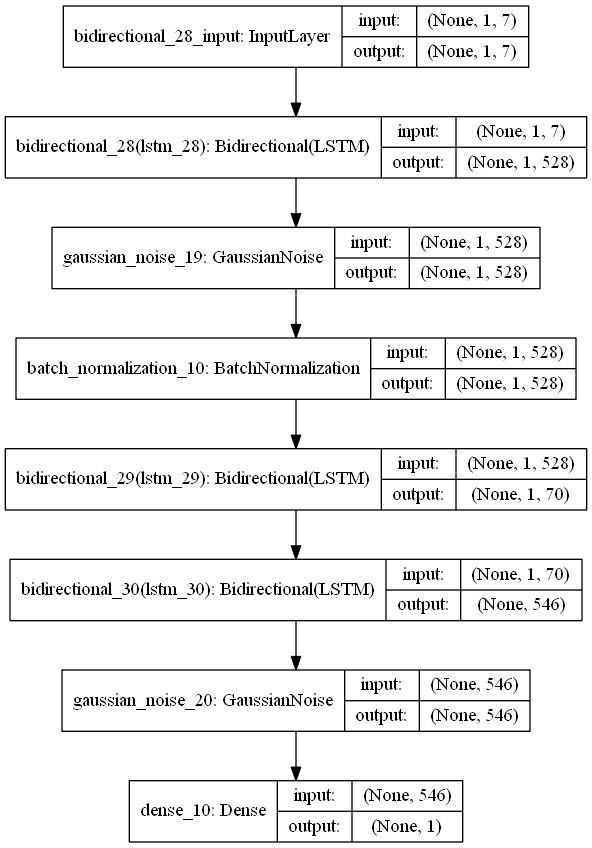 bidirectional_28_input: InputLayer
input: (None, 1, 7)
output: (None, 1, 7)
bidirectional_28(lstm_28): Bidirectional(LSTM)
input: (None, 1, 7)
output: (None, 1, 528)
gaussian_noise_19: GaussianNoise
input: (None, 1, 528)
output: (None, 1, 528)
batch_normalization_10: BatchNormalization
input: (None, 1, 528)
output: (None, 1, 528)
bidirectional_29(lstm_29): Bidirectional(LSTM)
input: (None, 1, 528)
output: (None, 1, 70)
bidirectional_30(lstm_30): Bidirectional(LSTM)
input: (None, 1, 70)
output: (None, 546)
gaussian_noise_20: GaussianNoise
input: (None, 546)
output: (None, 546)
dense_10: Dense
input: (None, 546)
output: (None, 1)